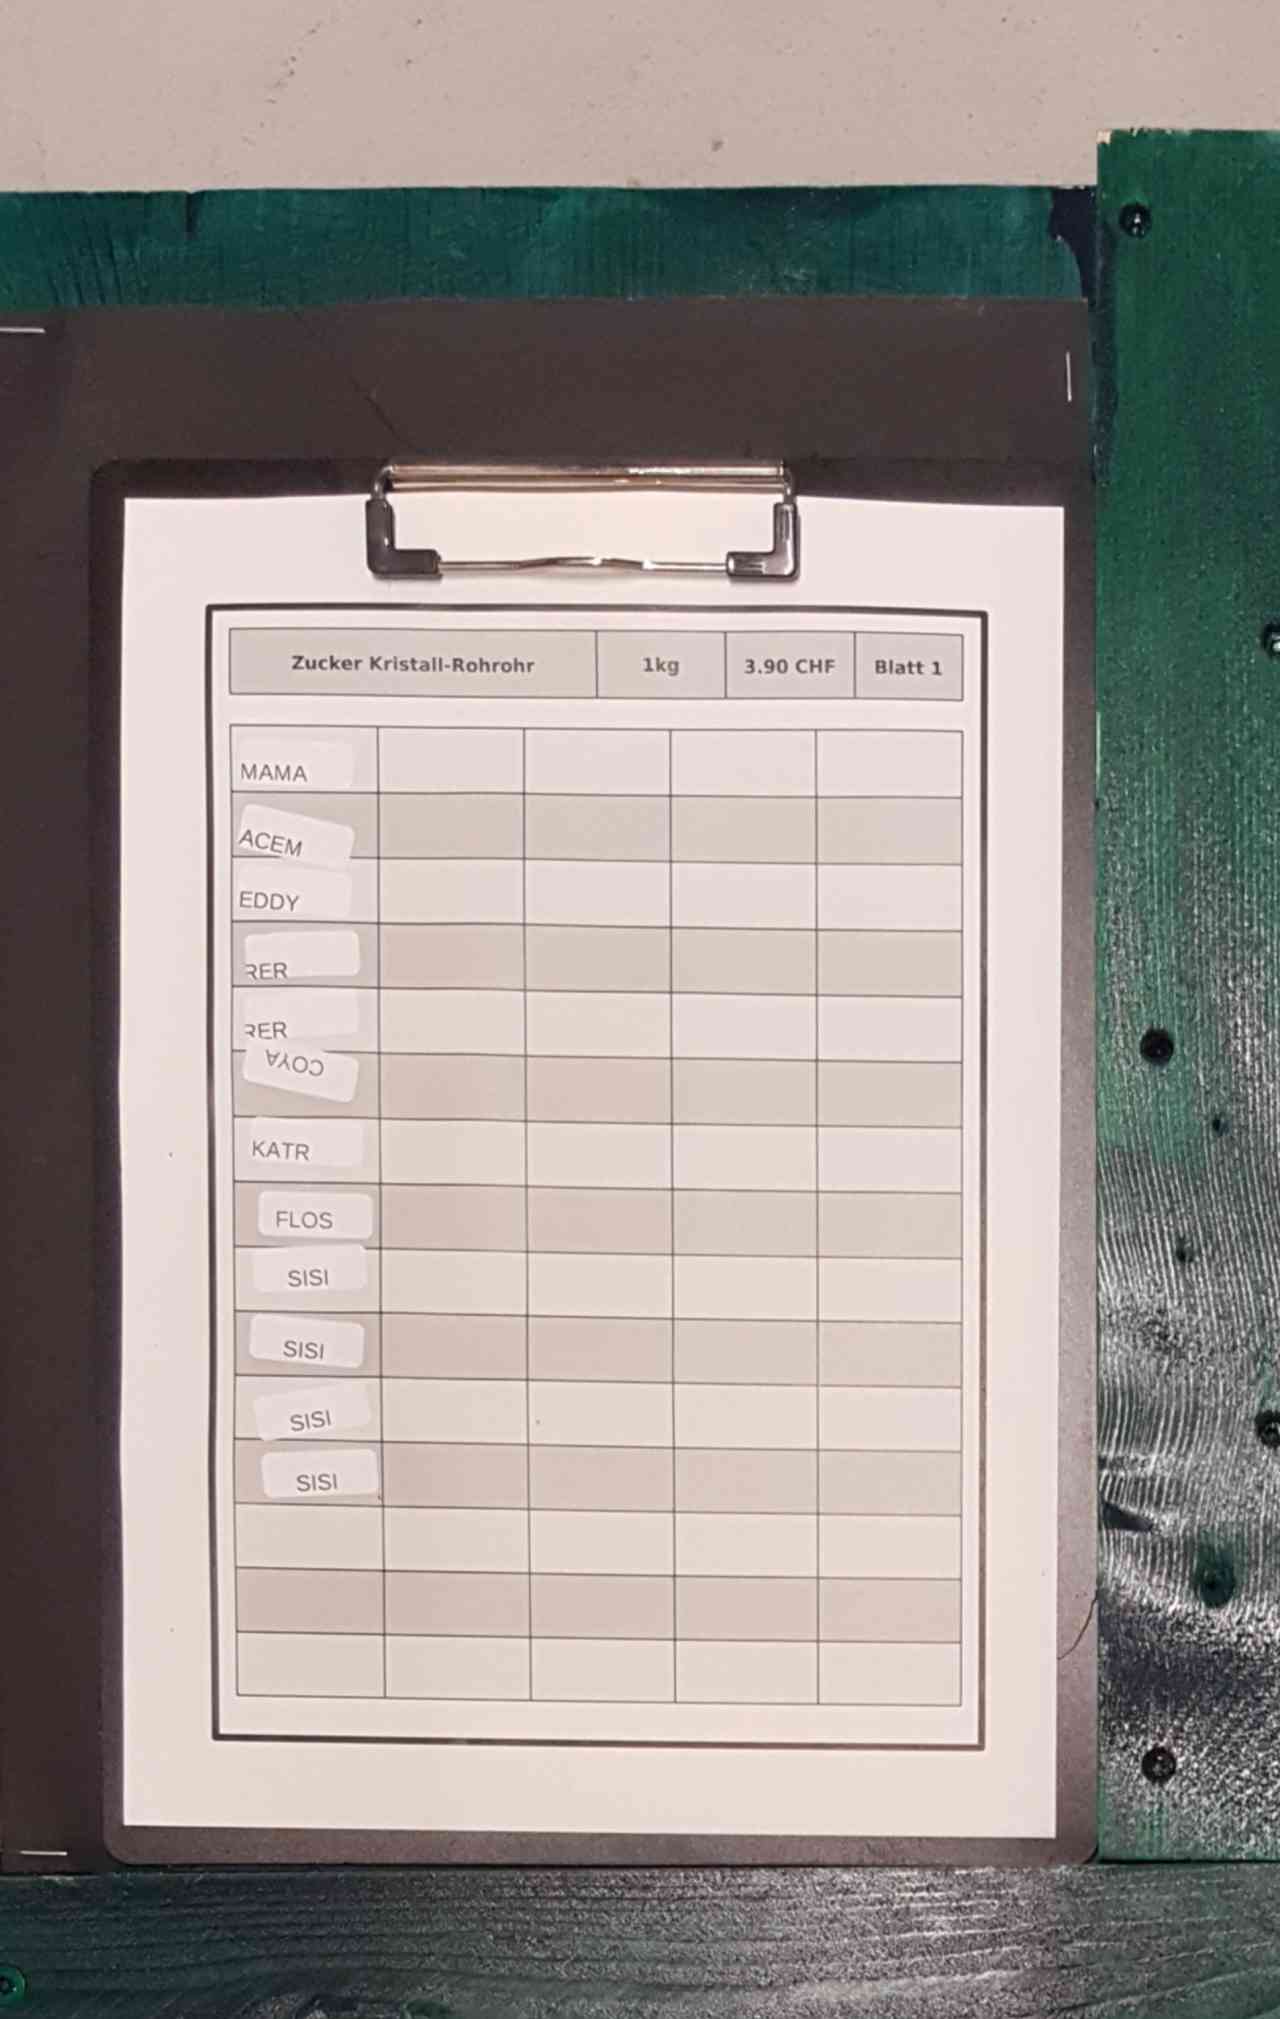 Zucker Kristall-Rohrohr 1kg 3.90 CHF Blatt 1
MAMA
ACEM
EDDY
RER
RER
COYA
KATR
FLOS
SISI
SISI
SISI
SISI